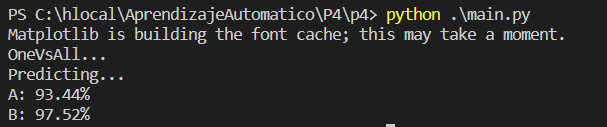 PS C:\hlocal\AprendizajeAutomatico\P4\p4> python .\main.py
Matplotlib is building the font cache; this may take a moment.
OneVsAll...
Predicting...
A: 93.44%
B: 97.52%